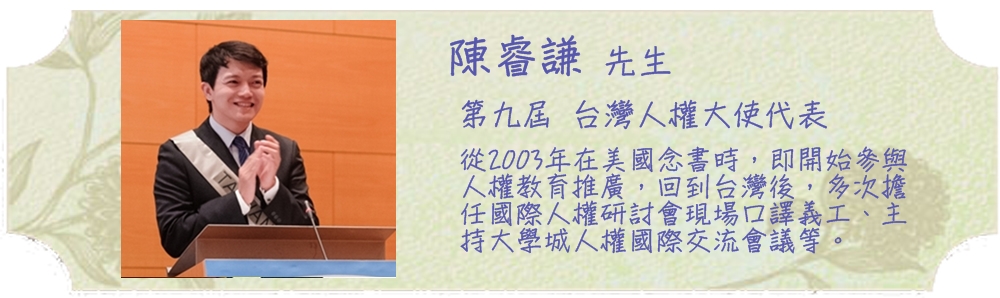 陳睿謙 先生
第九屆 台灣人權大使代表
從2003年在美國念書時，即開始參與
人權教育推廣，回到台灣後，多次擔
任國際人權研討會現場口譯義工、主
持大學城人權國際交流會議等。